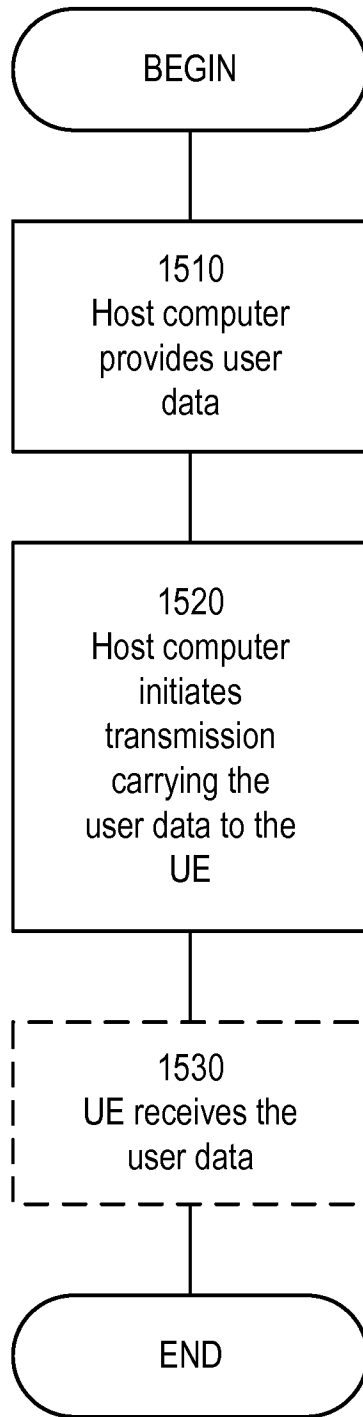 BEGIN
1510
Host computer
provides user
data
1520
Host computer
initiates
transmission
carrying the
user data to the
UE
1530
UE receives the
user data
END